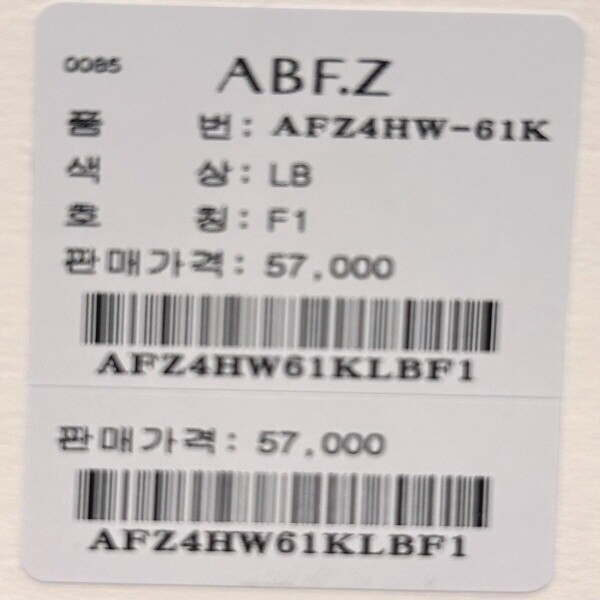 0085
ABF.Z
품 번: AFZ4HW-61K
색 상: LB
호 칭: F1
판매가격: 57,000
AFZ4HW61KLBF1
판매가격: 57,000
AFZ4HW61KLBF1